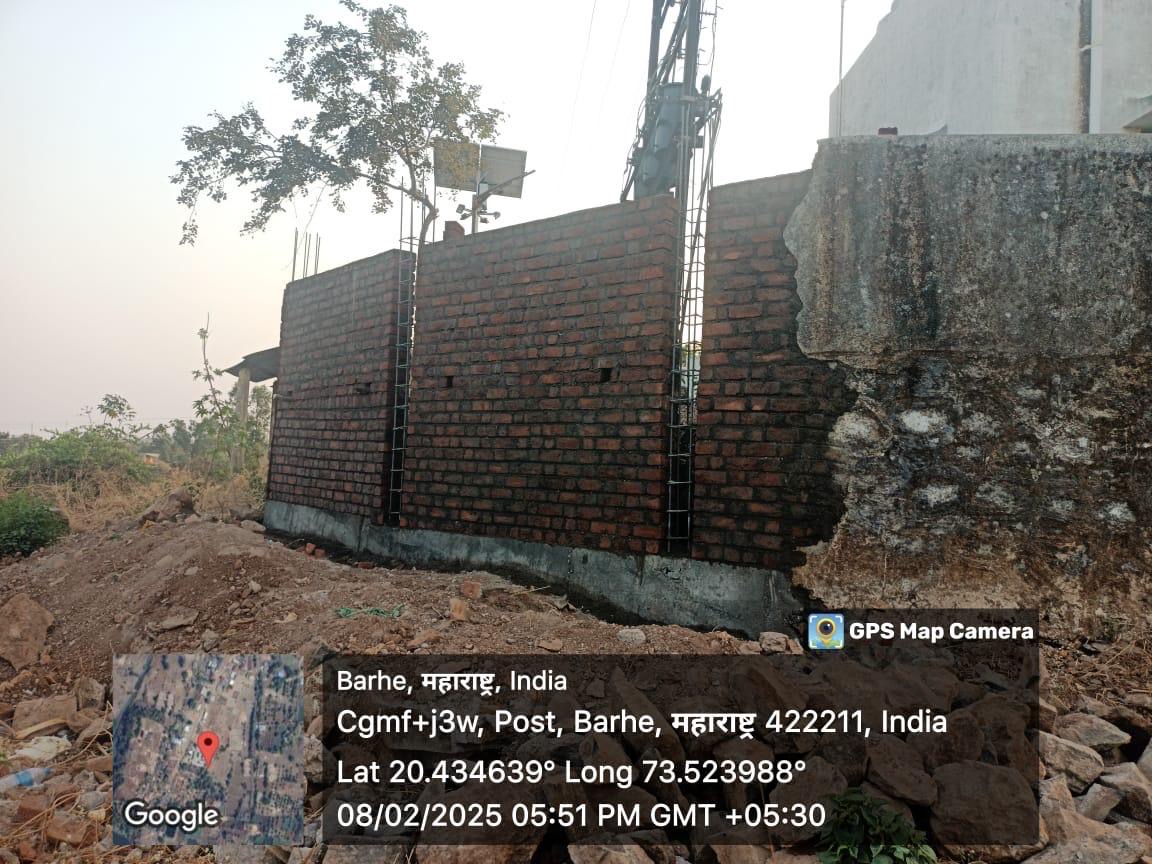 GPS Map Camera
Barhe, महाराष्ट्र, India
Cgmf+j3w, Post, Barhe, महाराष्ट्र 422211, India
Lat 20.434639° Long 73.523988°
08/02/2025 05:51 PM GMT +05:30
Google